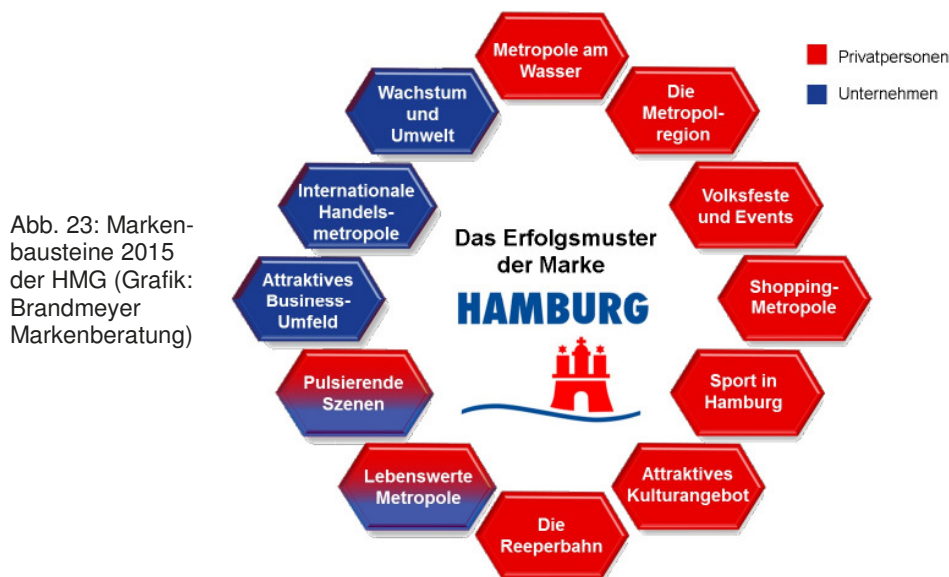 Abb. 23: Marken-
bausteine 2015
der HMG (Grafik:
Brandmeyer
Markenberatung)
Metropole am
Wasser
Die
Metropol-
region
Volksfeste
und Events
Shopping-
Metropole
Sport in
Hamburg
Attraktives
Kulturangebot
Die
Reeperbahn
Lebenswerte
Metropole
Pulsierende
Szenen
Attraktives
Business-
Umfeld
Internationale
Handels-
metropole
Wachstum
und
Umwelt
Das Erfolgsmuster
der Marke
HAMBURG
Privatpersonen
Unternehmen